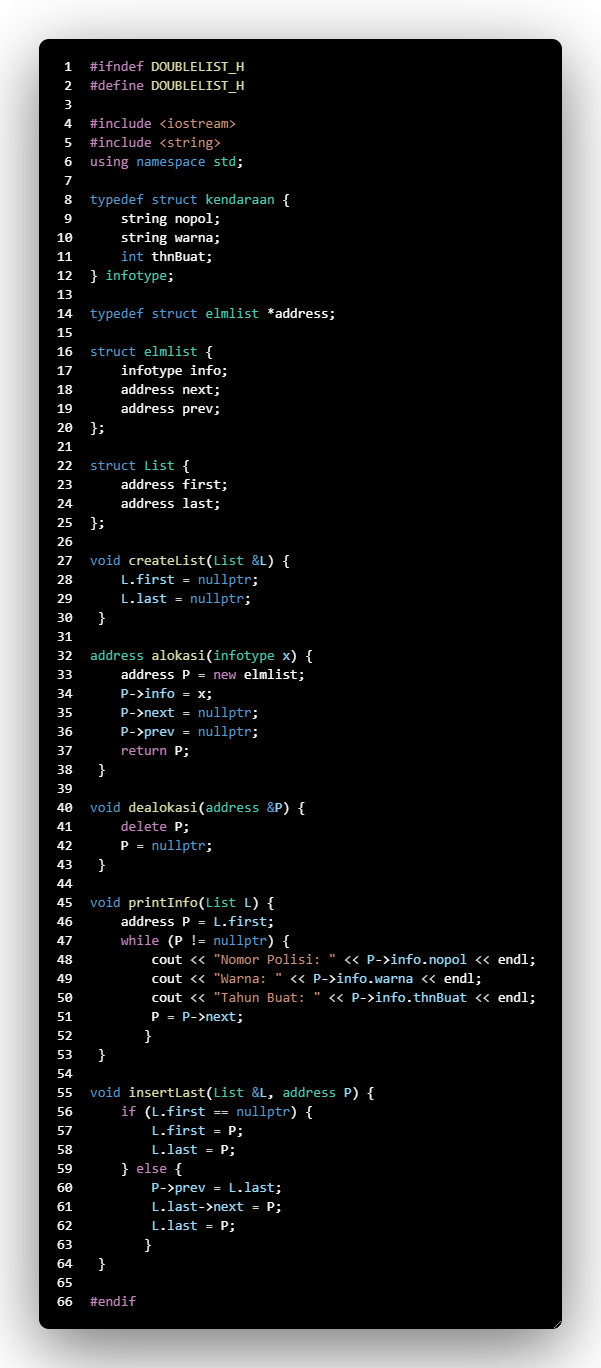 1 #ifndef DOUBLELIST_H
2 #define DOUBLELIST_H
3
4 #include <iostream>
5 #include <string>
6 using namespace std;
7
8 typedef struct kendaraan {
9     string nopol;
10     string warna;
11     int thnBuat;
12 } infotype;
13
14 typedef struct elmlist *address;
15
16 struct elmlist {
17     infotype info;
18     address next;
19     address prev;
20 };
21
22 struct List {
23     address first;
24     address last;
25 };
26
27 void createList(List &L) {
28     L.first = nullptr;
29     L.last = nullptr;
30  }
31
32 address alokasi(infotype x) {
33     address P = new elmlist;
34     P->info = x;
35     P->next = nullptr;
36     P->prev = nullptr;
37     return P;
38  }
39
40 void dealokasi(address &P) {
41     delete P;
42     P = nullptr;
43  }
44
45 void printInfo(List L) {
46     address P = L.first;
47     while (P != nullptr) {
48         cout << "Nomor Polisi: " << P->info.nopol << endl;
49         cout << "Warna: " << P->info.warna << endl;
50         cout << "Tahun Buat: " << P->info.thnBuat << endl;
51         P = P->next;
52        }
53  }
54
55 void insertLast(List &L, address P) {
56     if (L.first == nullptr) {
57         L.first = P;
58         L.last = P;
59     } else {
60         P->prev = L.last;
61         L.last->next = P;
62         L.last = P;
63        }
64  }
65
66 #endif